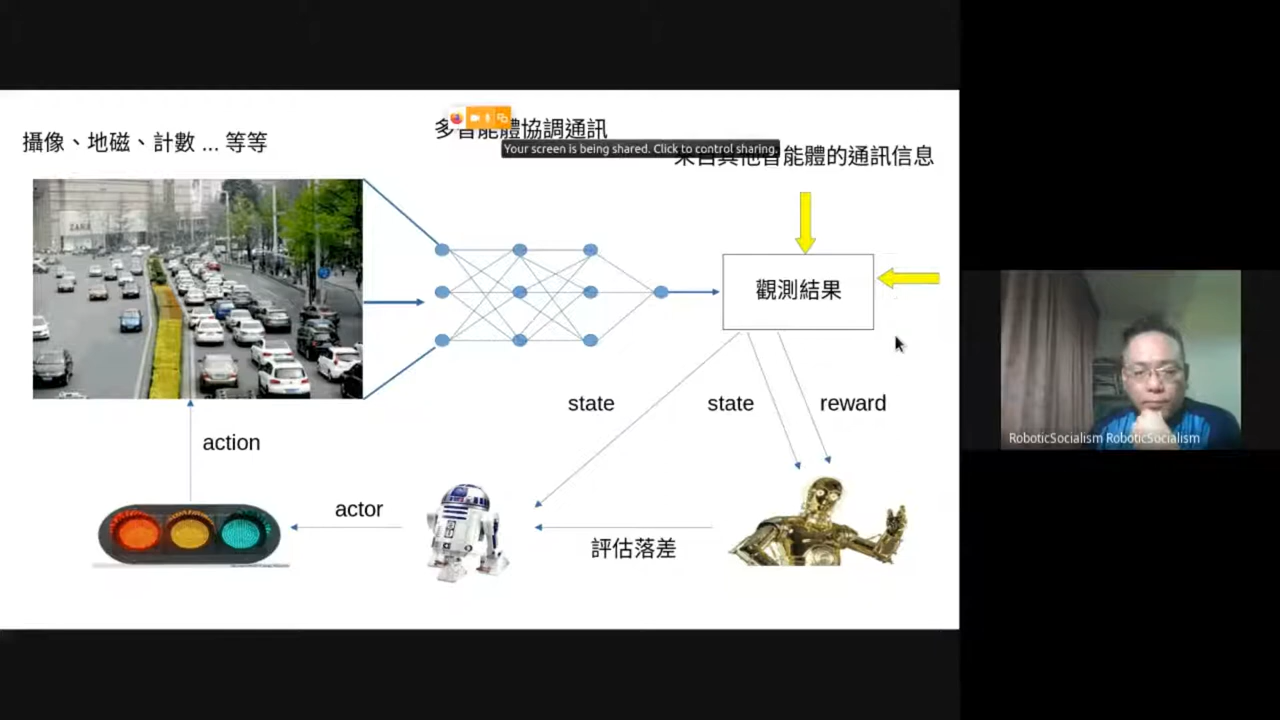 攝像、地磁、計數 ... 等等
多智能體協調通訊
Your screen is being shared. Click to control sharing.
來自其他智能體的通訊信息
ZARA
觀測結果
state
state
reward
action
actor
評估落差
RoboticSocialism RoboticSocialism